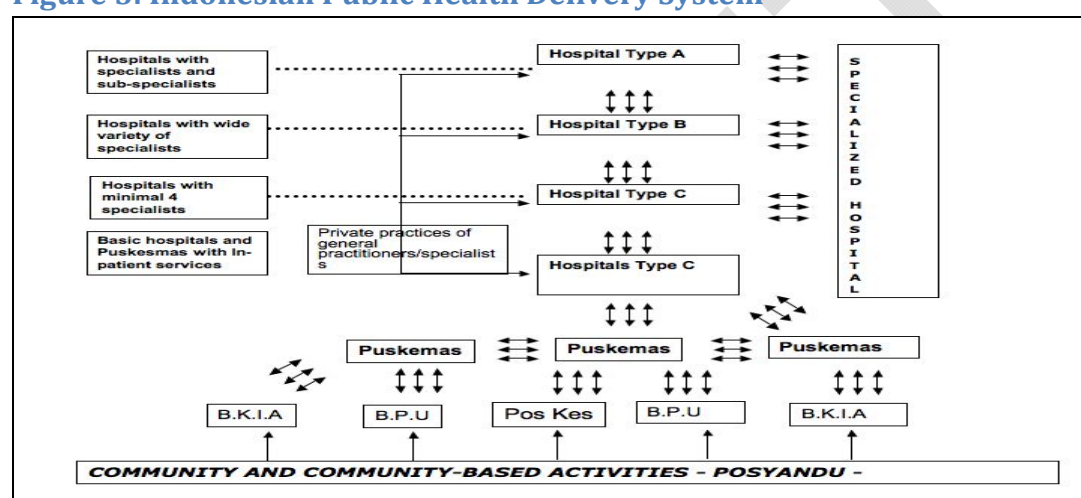 Figure 3: Indonesian Public Health Delivery System
Hospitals with
specialists and
sub-specialists
Hospital Type A
Hospitals with wide
variety of
specialists
Hospital Type B
Hospitals with
minimal 4
specialists
Hospital Type C
Basic hospitals and
Puskesmas with In-
patient services
Private practices of
general
practitioners/specialist
s
Hospitals Type C
SPECIALIZED HOSPITAL
Puskemas
Puskemas
Puskemas
B.K.I.A
B.P.U
Pos Kes
B.P.U
B.K.I.A
COMMUNITY AND COMMUNITY-BASED ACTIVITIES - POSYANDU -